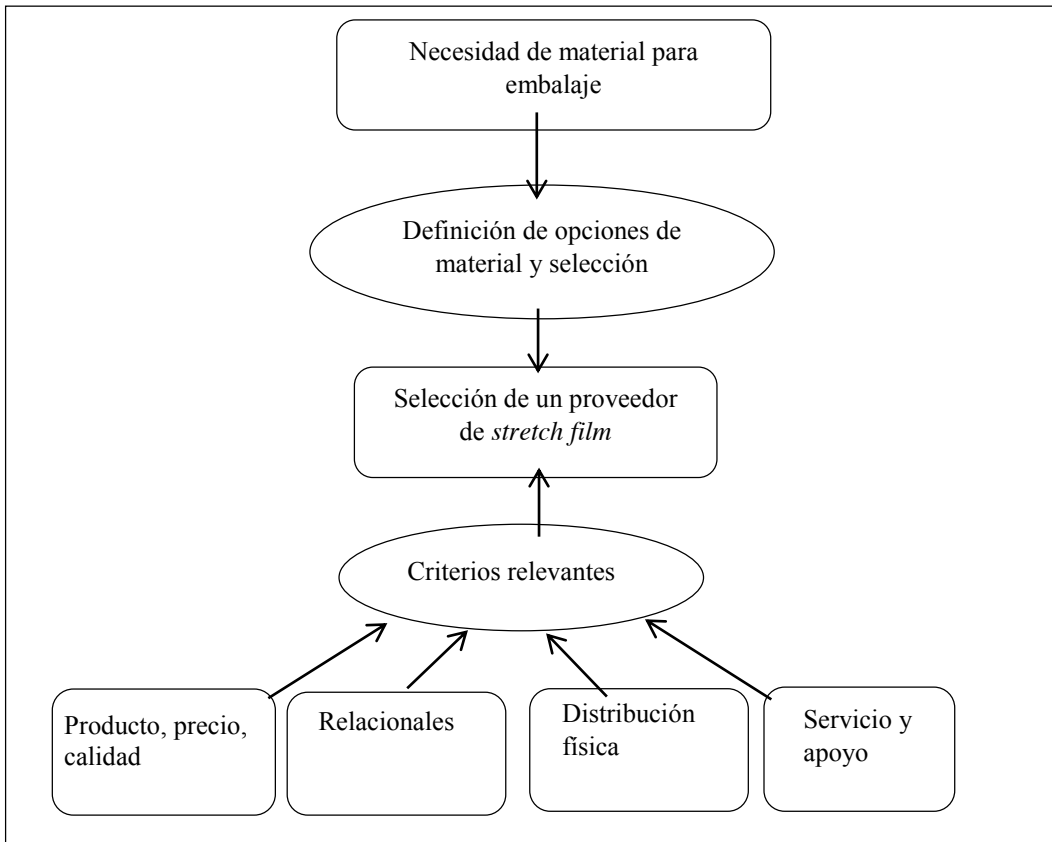 Necesidad de material para
embalaje
Definición de opciones de
material y selección
Selección de un proveedor
de stretch film
Criterios relevantes
Producto, precio,
calidad
Relacionales
Distribución
física
Servicio y
apoyo